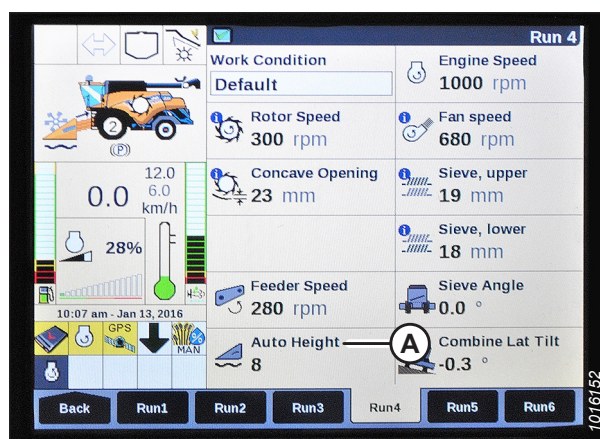 Run 4
Work Condition
Default
Engine Speed
1000 rpm
Rotor Speed
300 rpm
Fan speed
680 rpm
Concave Opening
23 mm
Sieve, upper
19 mm
Sieve, lower
18 mm
Feeder Speed
280 rpm
Sieve Angle
0.0 °
Auto Height
8
A
Combine Lat Tilt
-0.3 °
2
(P)
0.0
12.0
6.0
km/h
28%
10:07 am - Jan 13, 2016
GPS
%
MAN
Back Run1 Run2 Run3 Run4 Run5 Run6
1016152